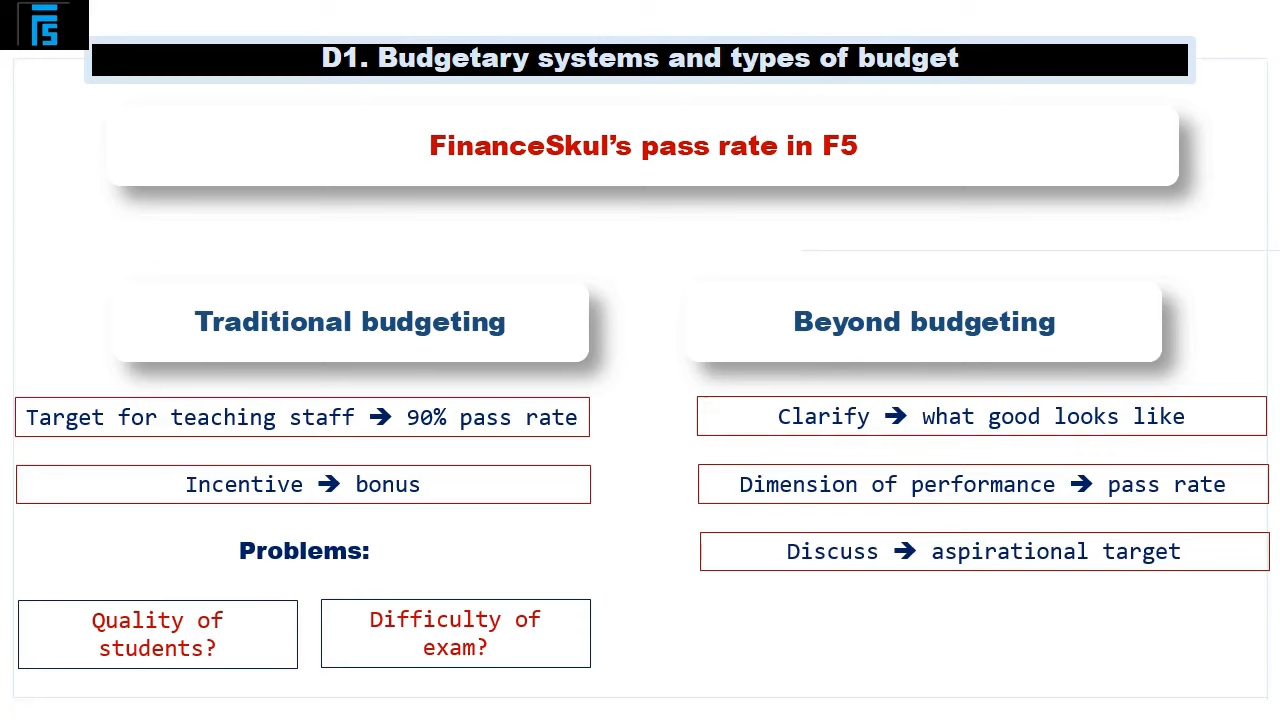 F5
D1. Budgetary systems and types of budget
FinanceSkul’s pass rate in F5
Traditional budgeting
Target for teaching staff ➔ 90% pass rate
Incentive ➔ bonus
Problems:
Quality of
students?
Difficulty of
exam?
Beyond budgeting
Clarify ➔ what good looks like
Dimension of performance ➔ pass rate
Discuss ➔ aspirational target